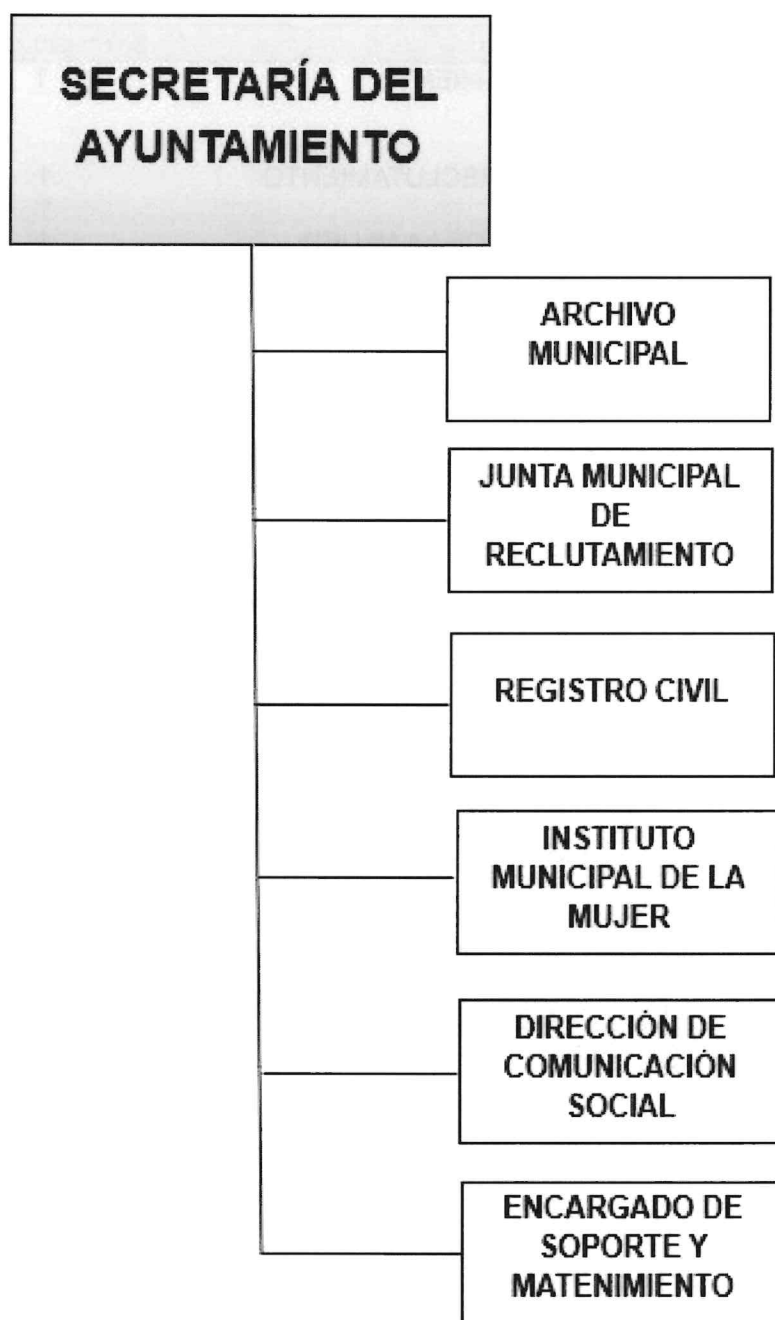 SECRETARÍA DEL
AYUNTAMIENTO
ARCHIVO
MUNICIPAL
JUNTA MUNICIPAL
DE
RECLUTAMIENTO
REGISTRO CIVIL
INSTITUTO
MUNICIPAL DE LA
MUJER
DIRECCIÓN DE
COMUNICACIÓN
SOCIAL
ENCARGADO DE
SOPORTE Y
MATENIMIENTO